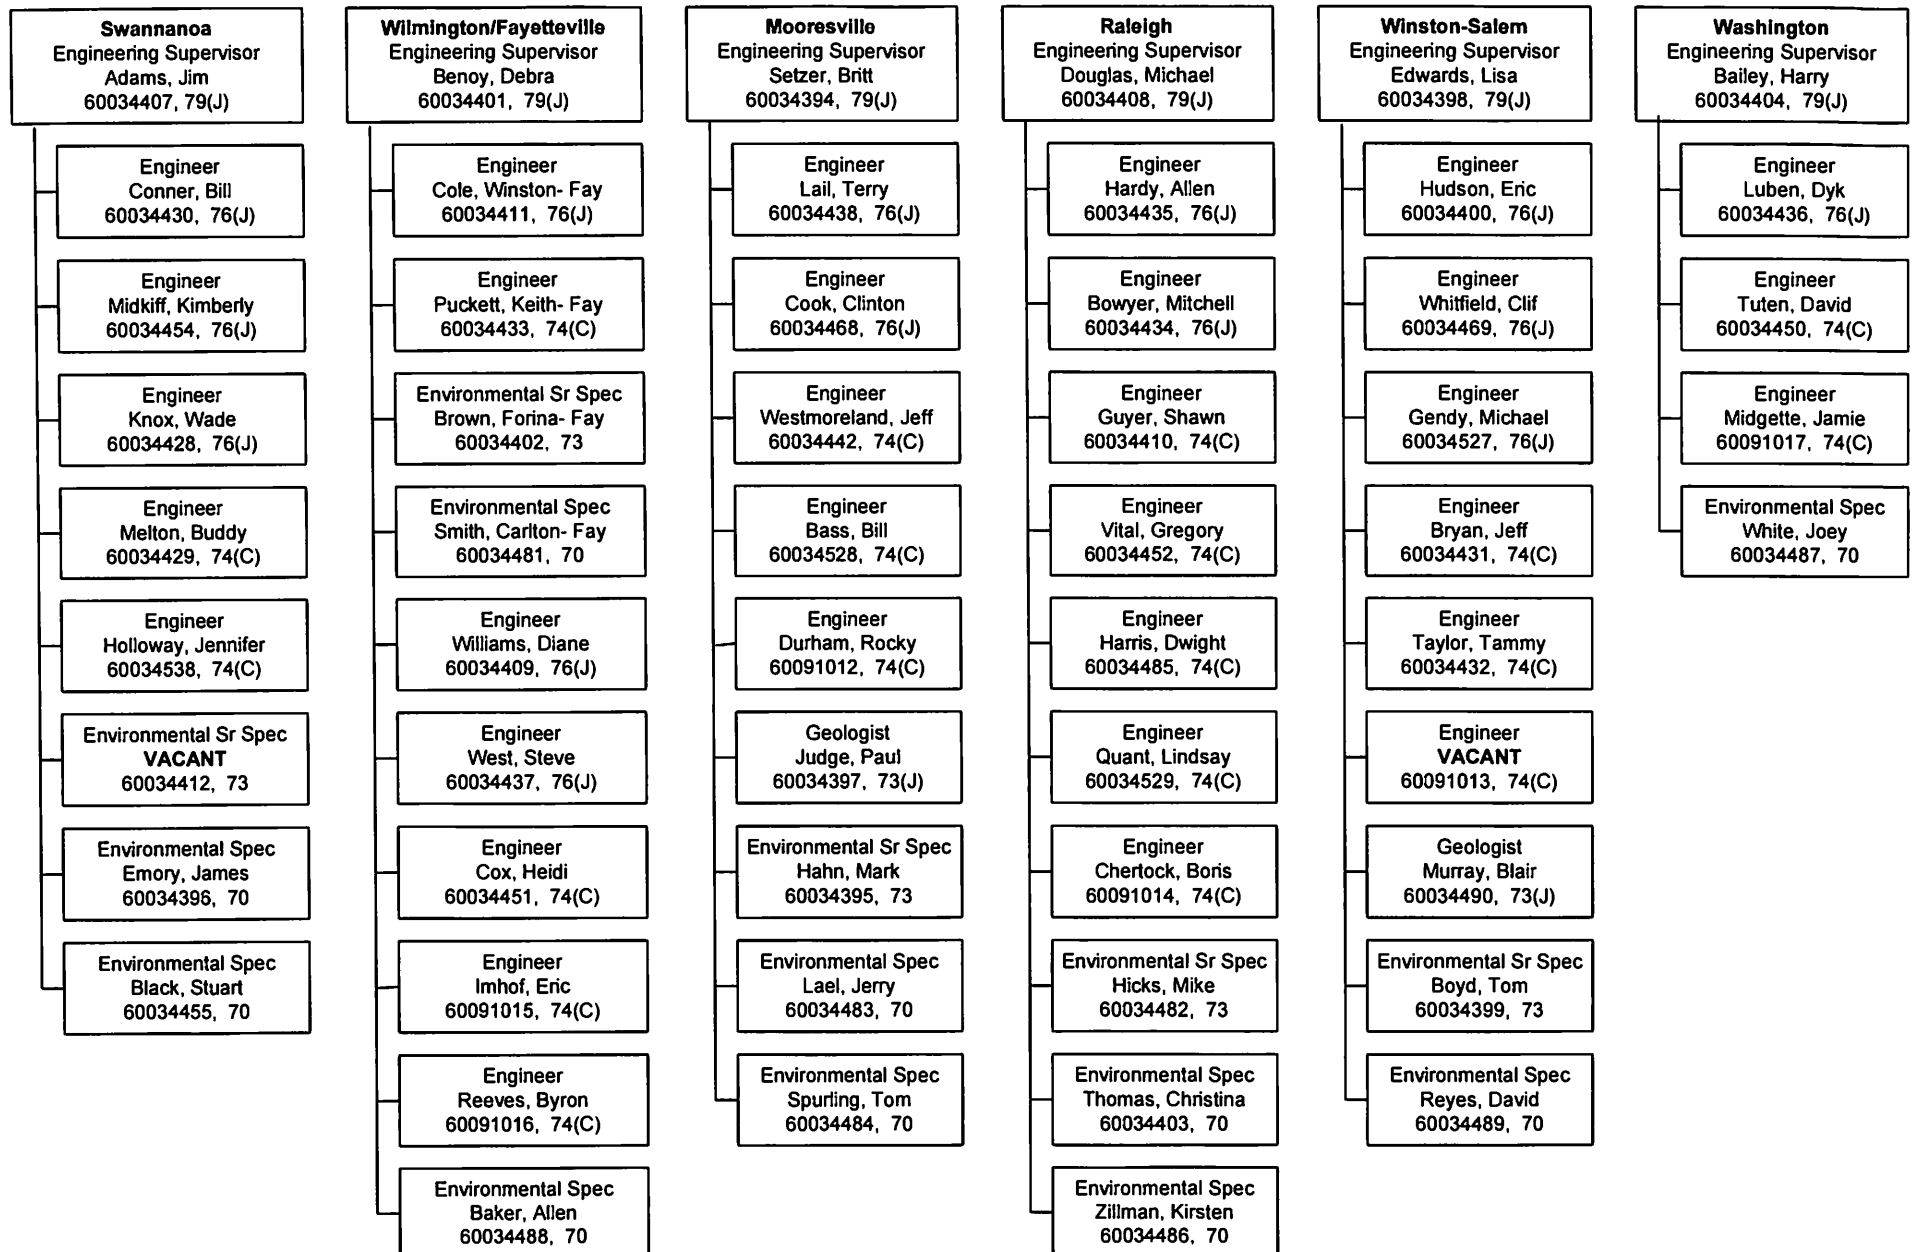 Swannanoa
Engineering Supervisor
Adams, Jim
60034407, 79(J)
Engineer
Conner, Bill
60034430, 76(J)
Engineer
Midkiff, Kimberly
60034454, 76(J)
Engineer
Knox, Wade
60034428, 76(J)
Engineer
Melton, Buddy
60034429, 74(C)
Engineer
Holloway, Jennifer
60034538, 74(C)
Environmental Sr Spec
VACANT
60034412, 73
Environmental Spec
Emory, James
60034396, 70
Environmental Spec
Black, Stuart
60034455, 70
Wilmington/Fayetteville
Engineering Supervisor
Benoy, Debra
60034401, 79(J)
Engineer
Cole, Winston- Fay
60034411, 76(J)
Engineer
Puckett, Keith- Fay
60034433, 74(C)
Environmental Sr Spec
Brown, Forina- Fay
60034402, 73
Environmental Spec
Smith, Carlton- Fay
60034481, 70
Engineer
Williams, Diane
60034409, 76(J)
Engineer
West, Steve
60034437, 76(J)
Engineer
Cox, Heidi
60034451, 74(C)
Engineer
Imhof, Eric
60091015, 74(C)
Engineer
Reeves, Byron
60091016, 74(C)
Environmental Spec
Baker, Allen
60034488, 70
Mooresville
Engineering Supervisor
Setzer, Britt
60034394, 79(J)
Engineer
Lail, Terry
60034438, 76(J)
Engineer
Cook, Clinton
60034468, 76(J)
Engineer
Westmoreland, Jeff
60034442, 74(C)
Engineer
Bass, Bill
60034528, 74(C)
Engineer
Durham, Rocky
60091012, 74(C)
Geologist
Judge, Paul
60034397, 73(J)
Environmental Sr Spec
Hahn, Mark
60034395, 73
Environmental Spec
Lael, Jerry
60034483, 70
Environmental Spec
Spurling, Tom
60034484, 70
Raleigh
Engineering Supervisor
Douglas, Michael
60034408, 79(J)
Engineer
Hardy, Allen
60034435, 76(J)
Engineer
Bowyer, Mitchell
60034434, 76(J)
Engineer
Guyer, Shawn
60034410, 74(C)
Engineer
Vital, Gregory
60034452, 74(C)
Engineer
Harris, Dwight
60034485, 74(C)
Engineer
Quant, Lindsay
60034529, 74(C)
Engineer
Chertock, Boris
60091014, 74(C)
Environmental Sr Spec
Hicks, Mike
60034482, 73
Environmental Spec
Thomas, Christina
60034403, 70
Environmental Spec
Zillman, Kirsten
60034486, 70
Winston-Salem
Engineering Supervisor
Edwards, Lisa
60034398, 79(J)
Engineer
Hudson, Eric
60034400, 76(J)
Engineer
Whitfield, Clif
60034469, 76(J)
Engineer
Gendy, Michael
60034527, 76(J)
Engineer
Bryan, Jeff
60034431, 74(C)
Engineer
Taylor, Tammy
60034432, 74(C)
Engineer
VACANT
60091013, 74(C)
Geologist
Murray, Blair
60034490, 73(J)
Environmental Sr Spec
Boyd, Tom
60034399, 73
Environmental Spec
Reyes, David
60034489, 70
Washington
Engineering Supervisor
Bailey, Harry
60034404, 79(J)
Engineer
Luben, Dyk
60034436, 76(J)
Engineer
Tuten, David
60034450, 74(C)
Engineer
Midgette, Jamie
60091017, 74(C)
Environmental Spec
White, Joey
60034487, 70